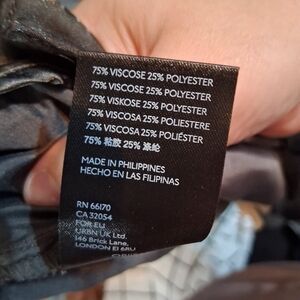 75% VISCOSE 25% POLYESTER
75% VISCOSE 25% POLYESTER
75% VISKOSE 25% POLYESTER
75% VISCOSA 25% POLIESTERE
75% VISCOSA 25% POLIÉSTER
75% 粘胶 25% 涤纶
MADE IN PHILIPPINES
HECHO EN LAS FILIPINAS
RN 66170
CA 32054
FOR EU
URBN UK Ltd.
146 Brick Lane,
LONDON E1 6RU